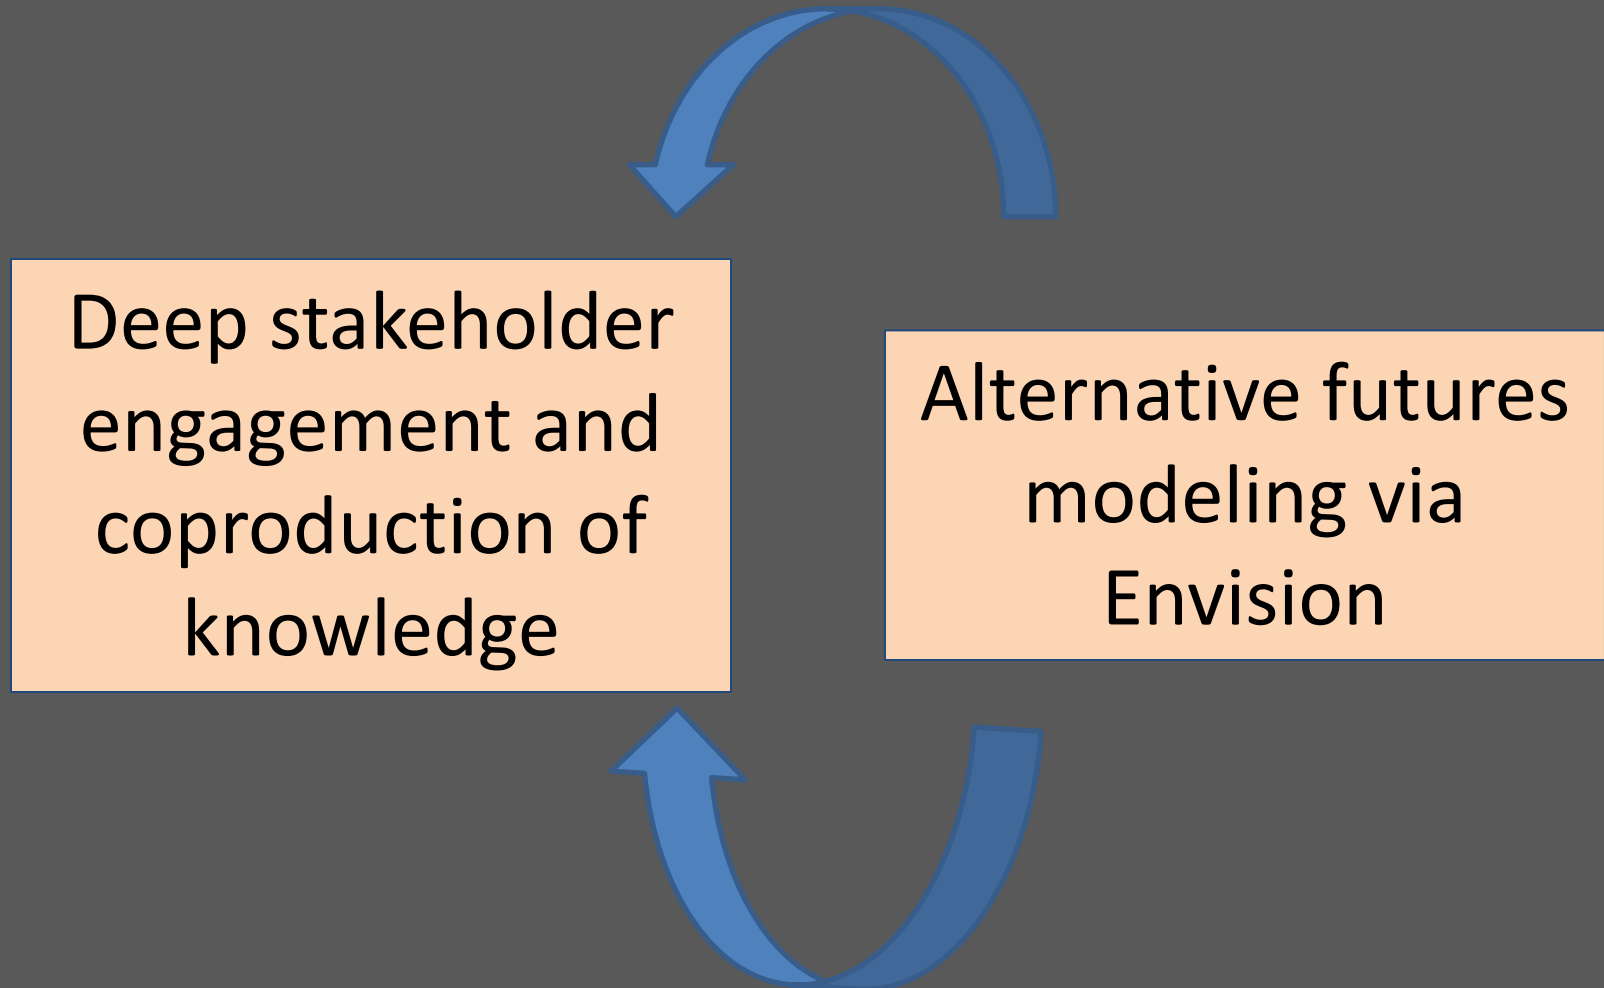 Deep stakeholder
engagement and
coproduction of
knowledge
Alternative futures
modeling via
Envision